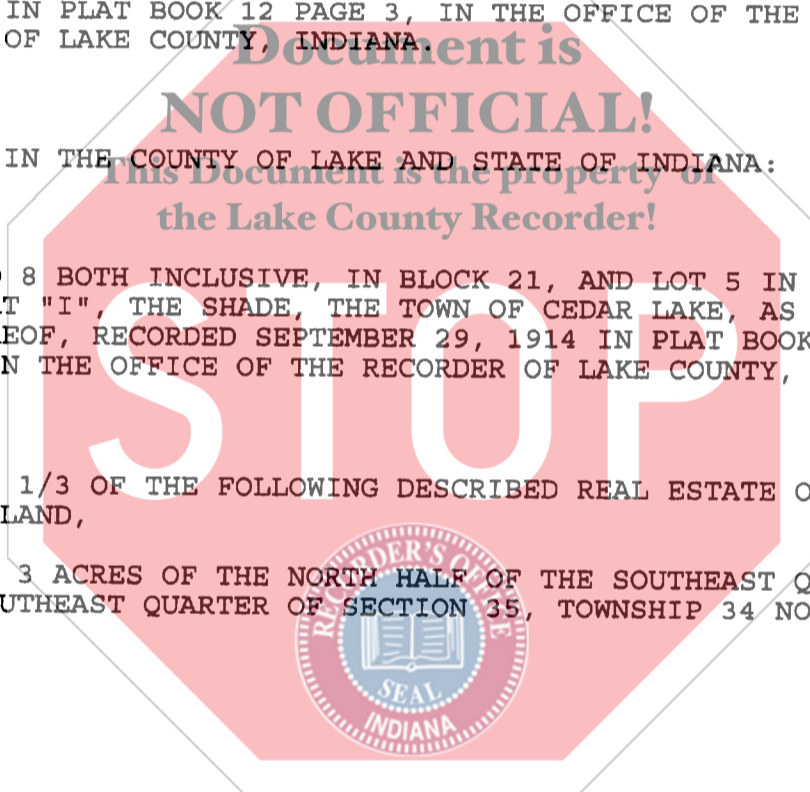 IN PLAT BOOK 12 PAGE 3, IN THE OFFICE OF THE
OF LAKE COUNTY, INDIANA.
Document is
NOT OFFICIAL!
IN THE COUNTY OF LAKE AND STATE OF INDIANA:
This Document is the property of
the Lake County Recorder!
8 BOTH INCLUSIVE, IN BLOCK 21, AND LOT 5 IN
T "I", THE SHADE, THE TOWN OF CEDAR LAKE, AS
EOF, RECORDED SEPTEMBER 29, 1914 IN PLAT BOOK
N THE OFFICE OF THE RECORDER OF LAKE COUNTY,
STOP
1/3 OF THE FOLLOWING DESCRIBED REAL ESTATE O
LAND,
3 ACRES OF THE NORTH HALF OF THE SOUTHEAST Q
UTHEAST QUARTER OF SECTION 35, TOWNSHIP 34 NO
RECORDER'S OFFICE
SEAL
INDIANA